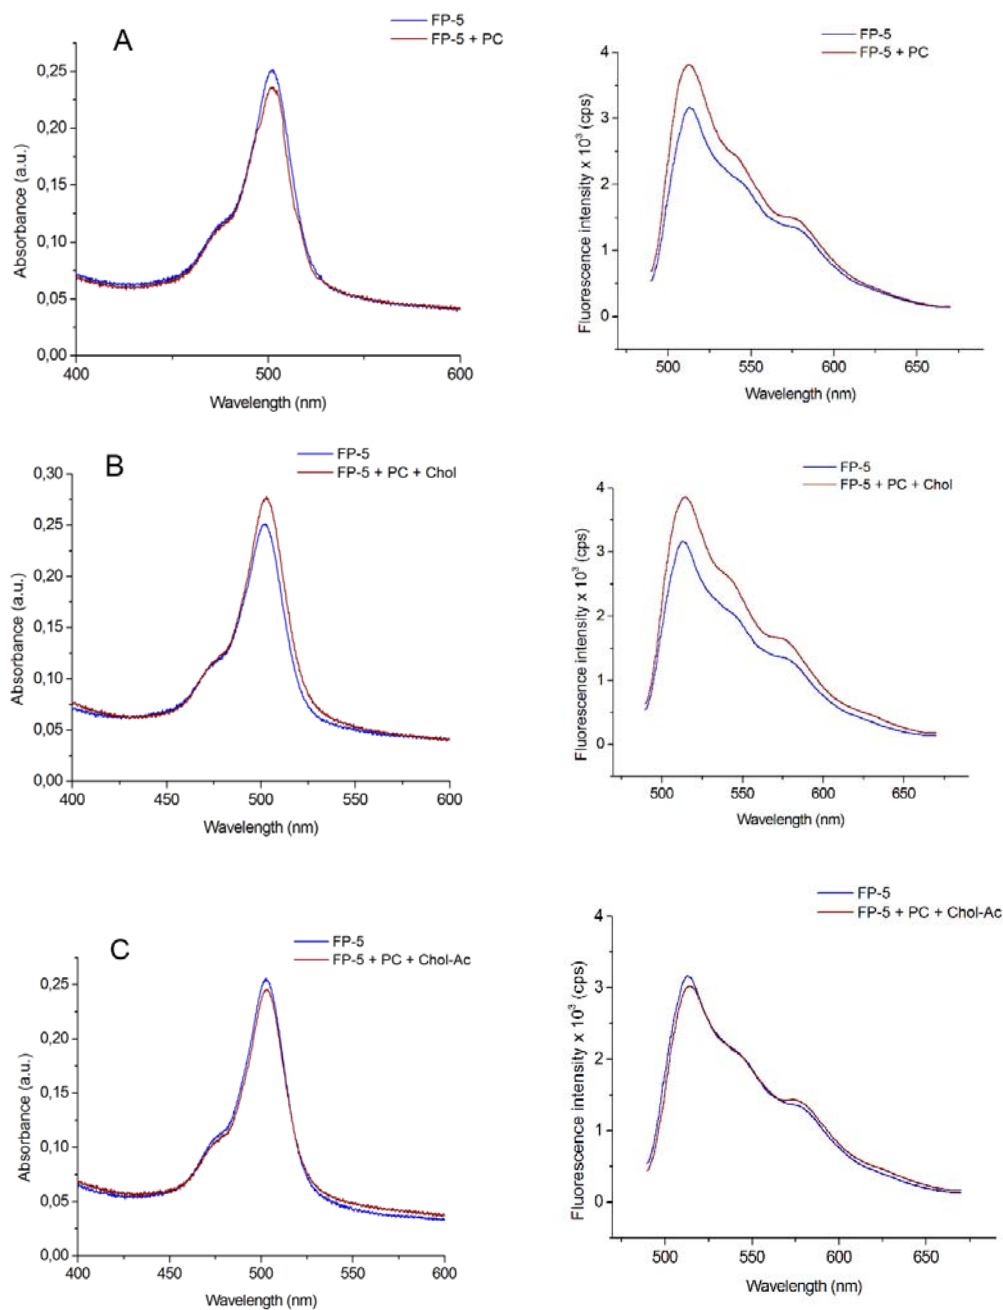 A
FP-5
FP-5 + PC
Absorbance (a.u.)
0,25
0,20
0,15
0,10
0,05
0,00
400
500
600
Wavelength (nm)
FP-5
FP-5 + PC
Fluorescence intensity x 10³ (cps)
4
3
2
1
0
500
550
600
650
Wavelength (nm)
B
FP-5
FP-5 + PC + Chol
Absorbance (a.u.)
0,30
0,25
0,20
0,15
0,10
0,05
0,00
400
450
500
550
600
Wavelength (nm)
FP-5
FP-5 + PC + Chol
Fluorescence intensity x 10³ (cps)
4
3
2
1
0
500
550
600
650
Wavelength (nm)
C
FP-5
FP-5 + PC + Chol-Ac
Absorbance (a.u.)
0,25
0,20
0,15
0,10
0,05
0,00
400
450
500
550
600
Wavelength (nm)
FP-5
FP-5 + PC + Chol-Ac
Fluorescence intensity x 10³ (cps)
4
3
2
1
0
500
550
600
650
Wavelength (nm)